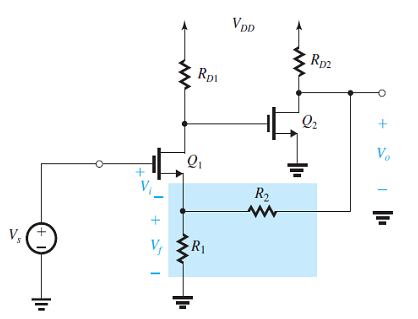 V_DD
R_D1
R_D2
Q_2
+
V_o
−
Q_1
+
V_i
−
R_2
V_s
+
−
+
V_f
−
R_1